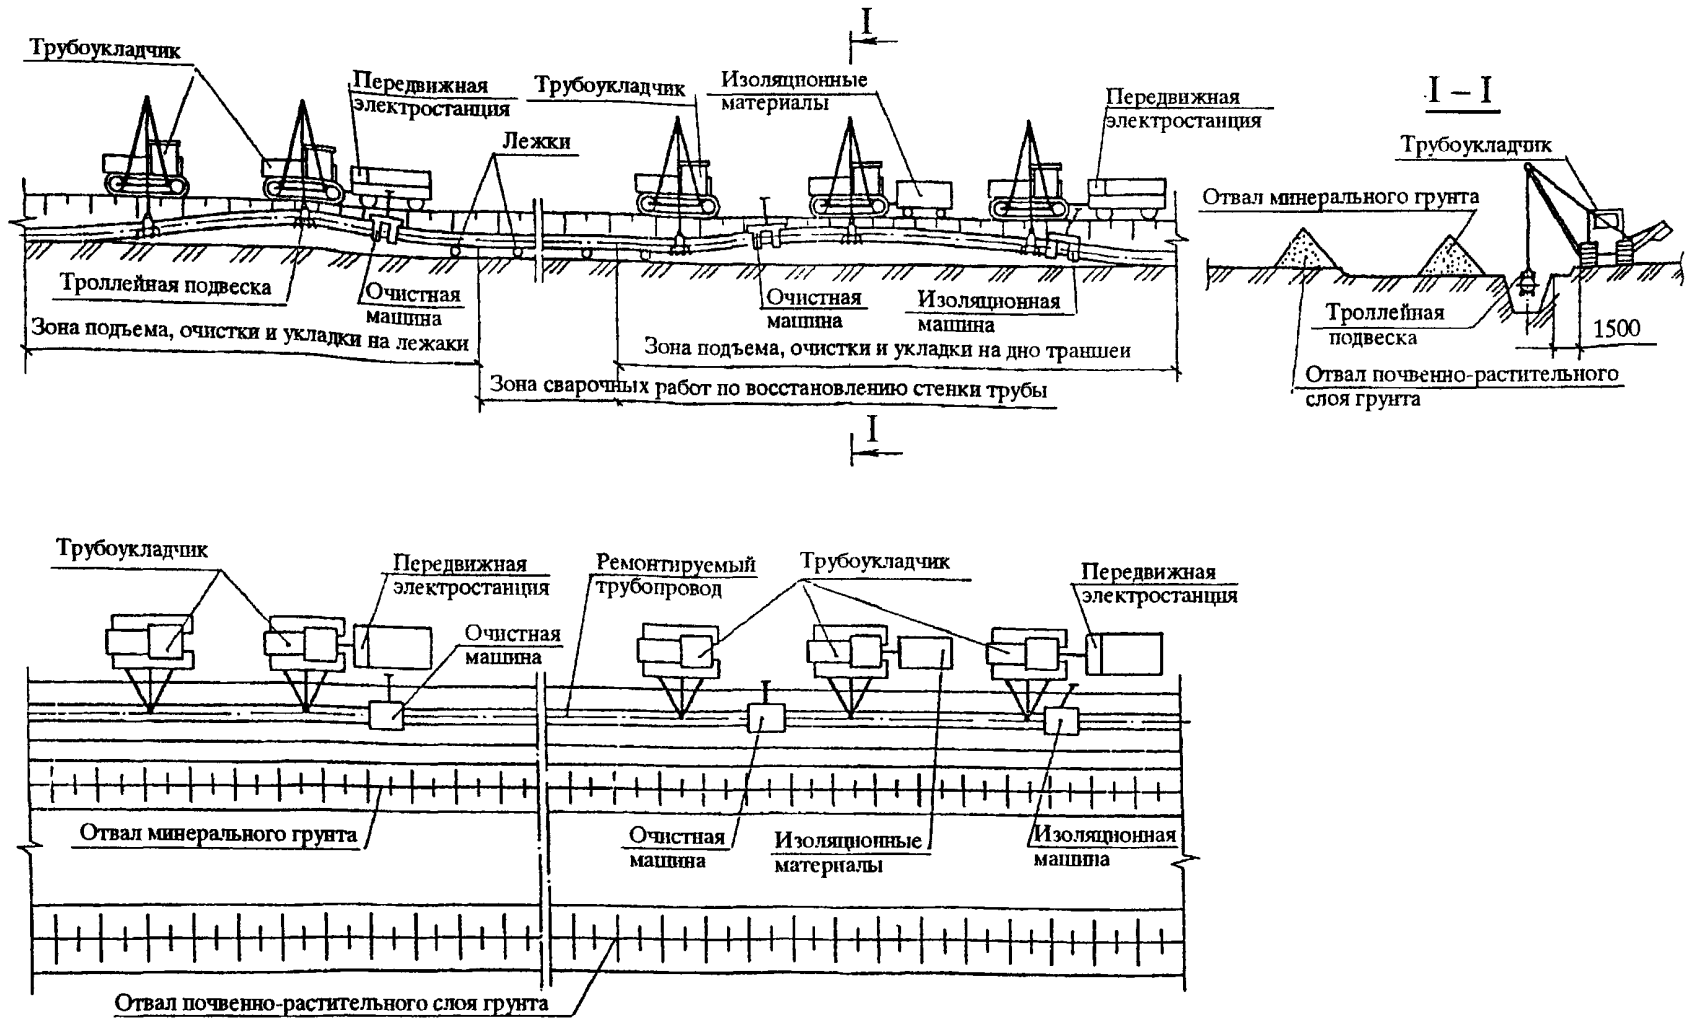 I
Трубоукладчик
Передвижная
электростанция
Лежки
Трубоукладчик
Изоляционные
материалы
Передвижная
электростанция
I – I
Трубоукладчик
Отвал минерального грунта
Троллейная подвеска
Очистная
машина
Очистная
машина
Изоляционная
машина
Троллейная
подвеска
1500
Зона подъема, очистки и укладки на лежаки
Зона подъема, очистки и укладки на дно траншеи
Зона сварочных работ по восстановлению стенки трубы
Отвал почвенно-растительного
слоя грунта
I
Трубоукладчик
Передвижная
электростанция
Очистная
машина
Ремонтируемый
трубопровод
Трубоукладчик
Передвижная
электростанция
Отвал минерального грунта
Очистная
машина
Изоляционные
материалы
Изоляционная
машина
Отвал почвенно-растительного слоя грунта